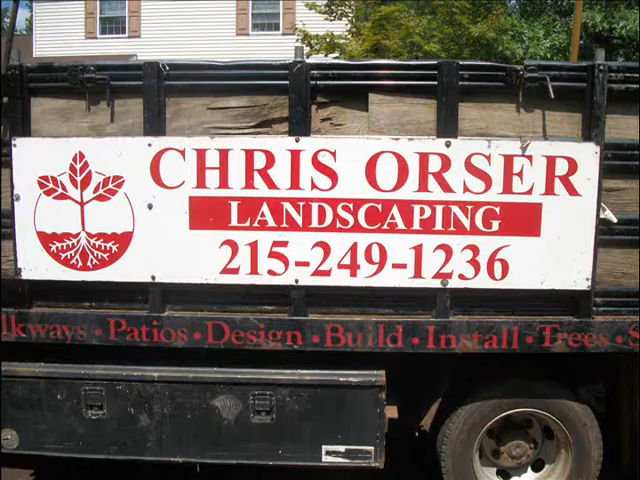 CHRIS ORSER
LANDSCAPING
215-249-1236
lkways • Patios • Design • Build • Install • Trees • S